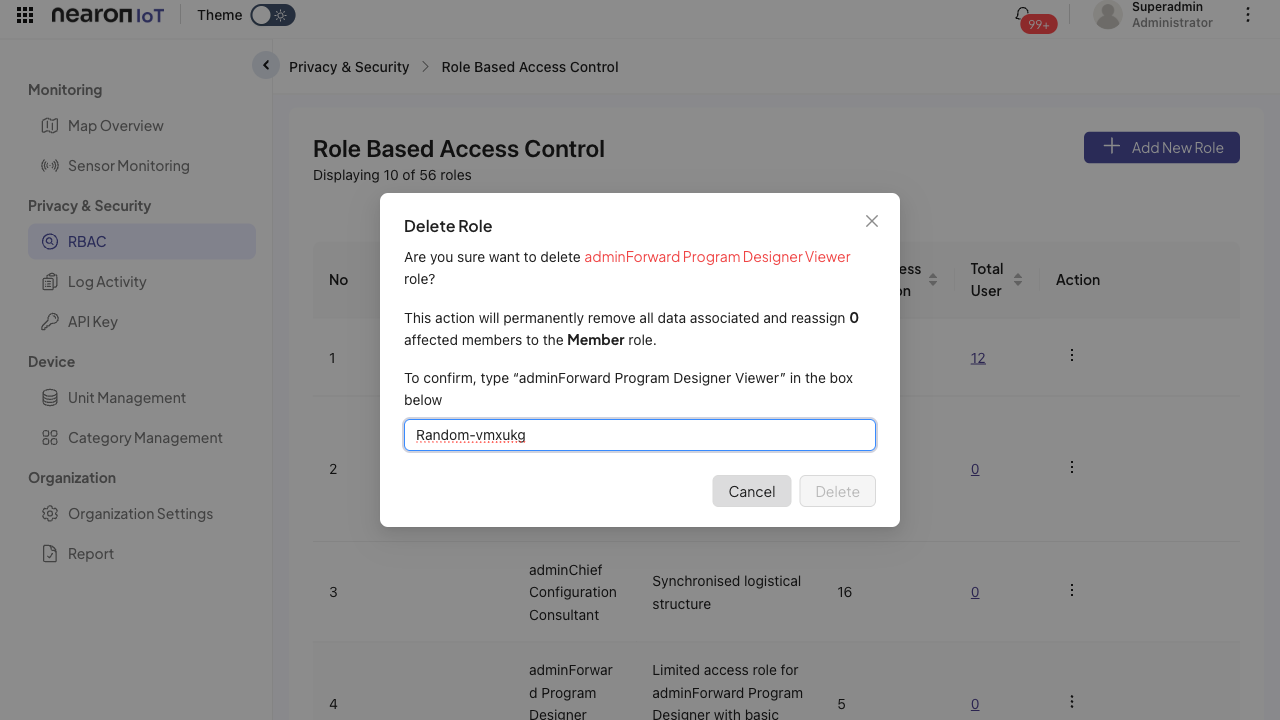 nearon IoT
Theme
99+
Superadmin
Administrator
Privacy & Security
Role Based Access Control
Monitoring
Map Overview
Sensor Monitoring
Privacy & Security
RBAC
Log Activity
API Key
Device
Unit Management
Category Management
Organization
Organization Settings
Report
Role Based Access Control
Displaying 10 of 56 roles
Add New Role
No
Total
User
Action
1
12
2
0
3
adminChief
Configuration
Consultant
Synchronised logistical
structure
16
0
4
adminForwar
d Program
Designer
Limited access role for
adminForward Program
Designer with basic
5
0
Delete Role
Are you sure want to delete adminForward Program Designer Viewer
role?
This action will permanently remove all data associated and reassign 0
affected members to the Member role.
To confirm, type “adminForward Program Designer Viewer” in the box
below
Random-vmxukg
Cancel
Delete